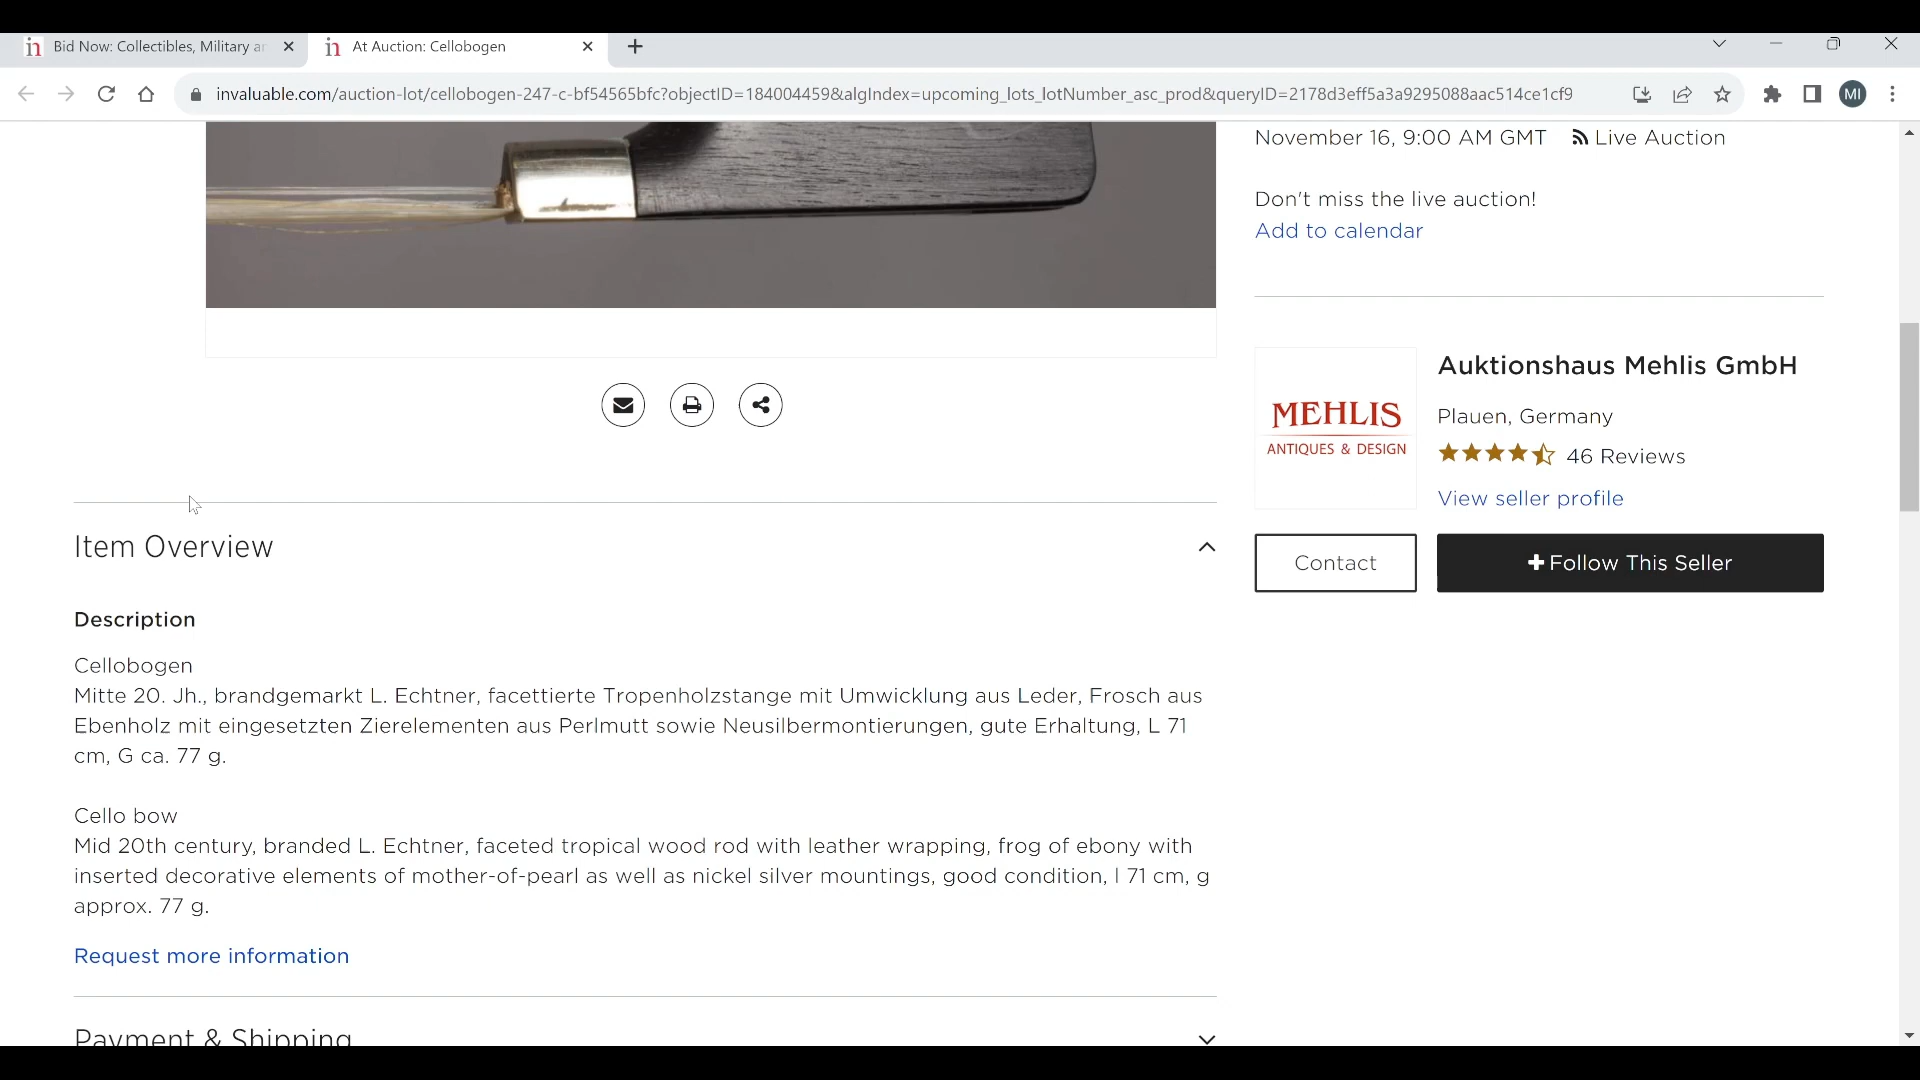 Bid Now: Collectibles, Military a
At Auction: Cellobogen
invaluable.com/auction-lot/cellobogen-247-c-bf54565bfc?objectID=184004459&algIndex=upcoming_lots_lotNumber_asc_prod&queryID=2178d3eff5a3a9295088aac514ce1cf9
MI
November 16, 9:00 AM GMT Live Auction
Don't miss the live auction!
Add to calendar
MEHLIS
ANTIQUES & DESIGN
Auktionshaus Mehlis GmbH
Plauen, Germany
46 Reviews
View seller profile
Contact
Follow This Seller
Item Overview
Description
Cellobogen
Mitte 20. Jh., brandgemarkt L. Echtner, facettierte Tropenholzstange mit Umwicklung aus Leder, Frosch aus
Ebenholz mit eingesetzten Zierelementen aus Perlmutt sowie Neusilbermontierungen, gute Erhaltung, L 71
cm, G ca. 77 g.
Cello bow
Mid 20th century, branded L. Echtner, faceted tropical wood rod with leather wrapping, frog of ebony with
inserted decorative elements of mother-of-pearl as well as nickel silver mountings, good condition, l 71 cm, g
approx. 77 g.
Request more information
Payment & Shipping